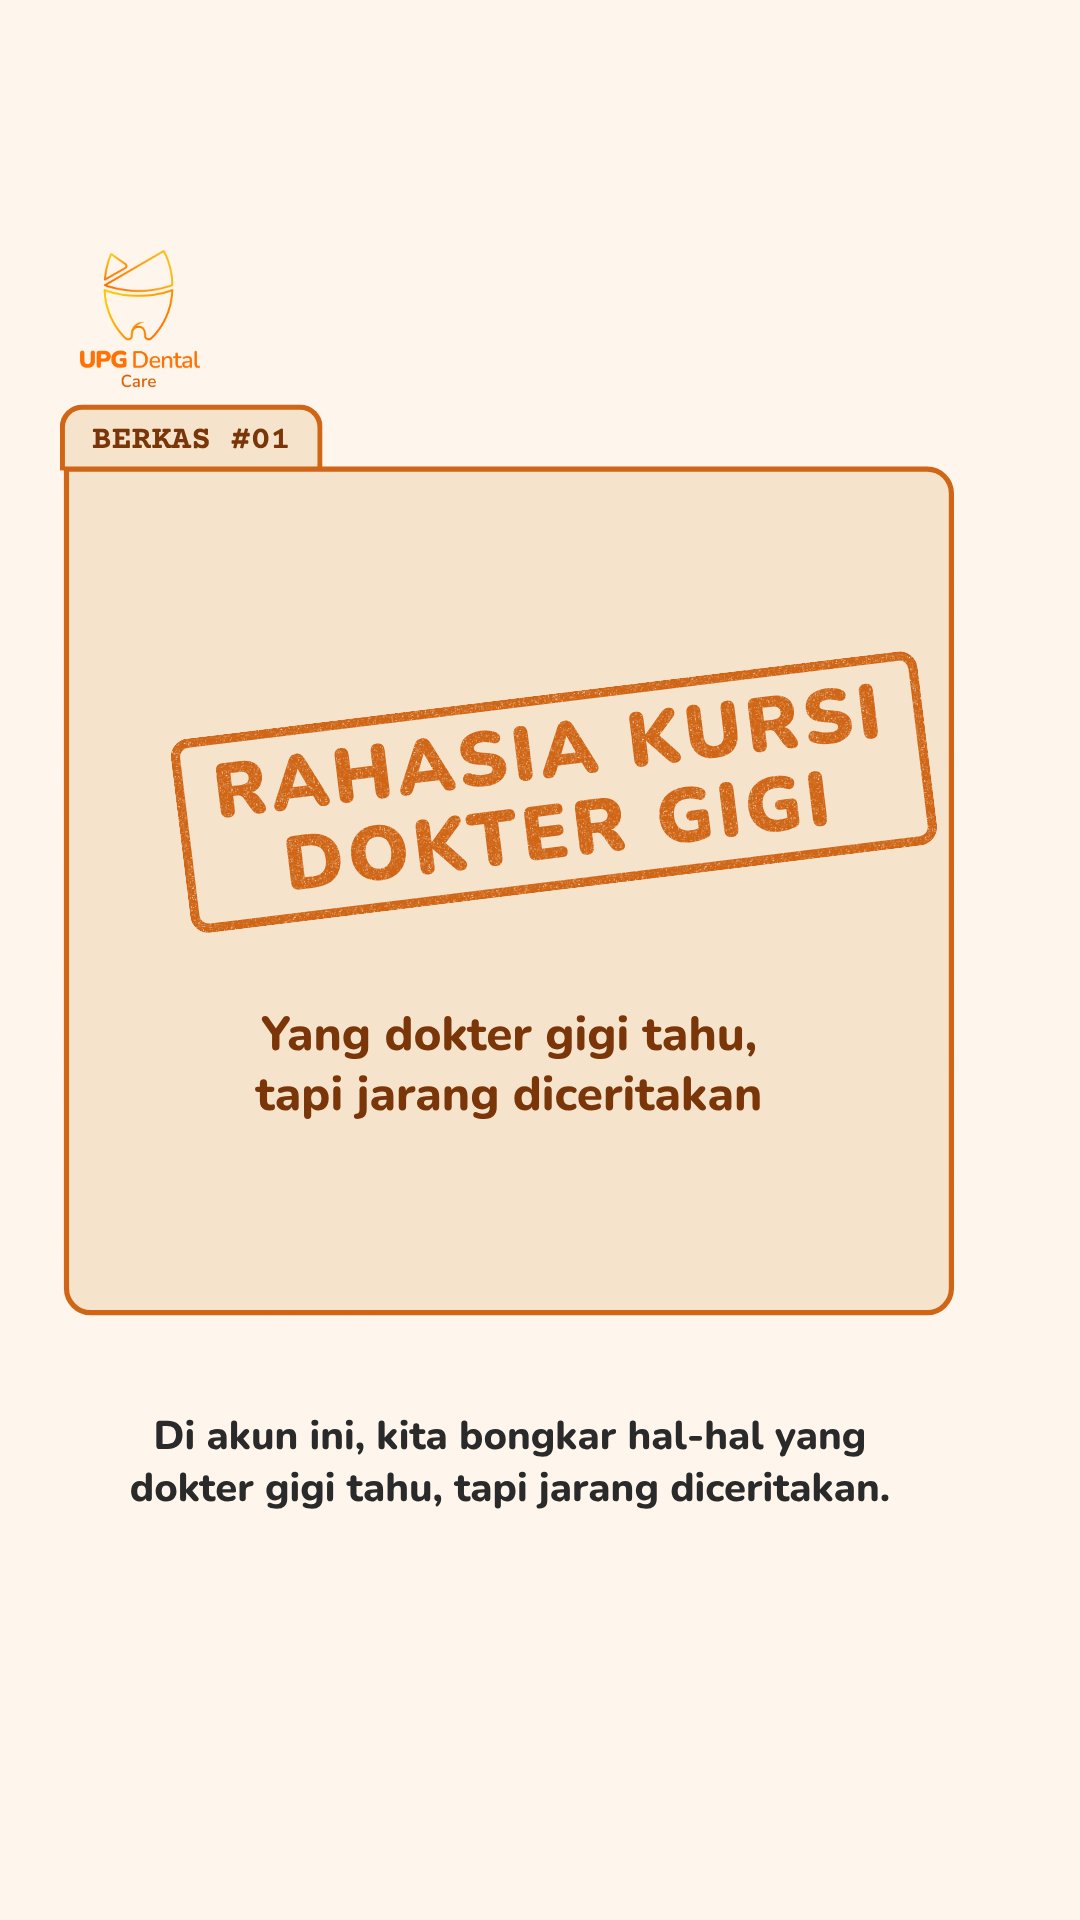 UPG Dental
Care
BERKAS #01
RAHASIA KURSI
DOKTER GIGI
Yang dokter gigi tahu,
tapi jarang diceritakan
Di akun ini, kita bongkar hal-hal yang
dokter gigi tahu, tapi jarang diceritakan.